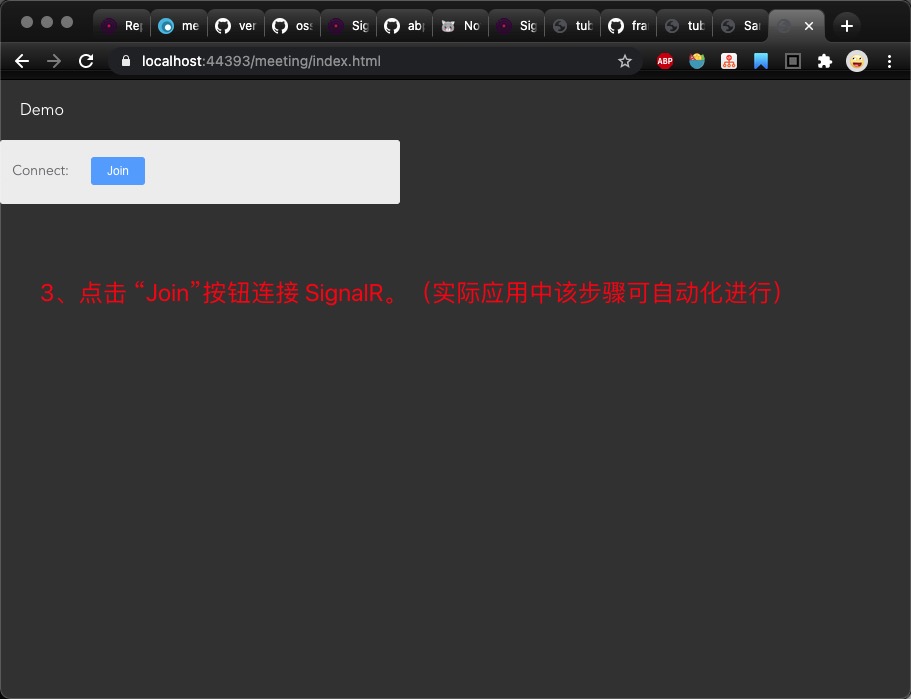 Rep me ver oss Sig ab No Sig tub fra tub Sa
localhost:44393/meeting/index.html
ABP
Demo
Connect: Join
3、点击 “Join”按钮连接 SignalR。（实际应用中该步骤可自动化进行）